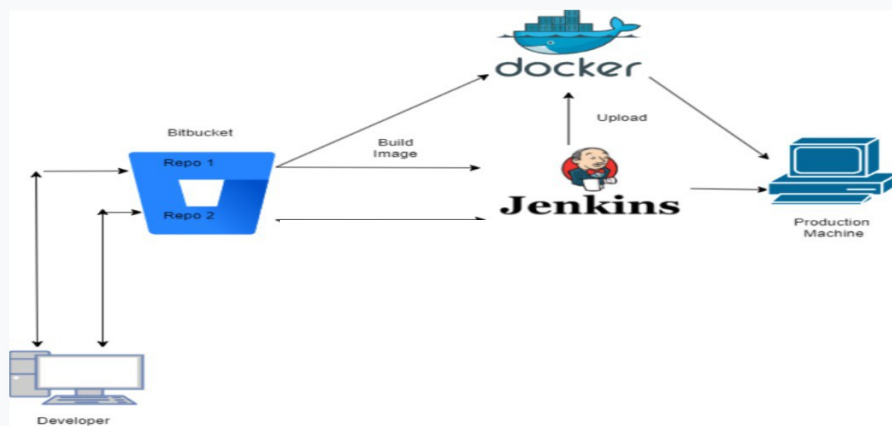 docker
Bitbucket
Upload
Repo 1
Build
Image
Jenkins
Repo 2
Production
Machine
Developer